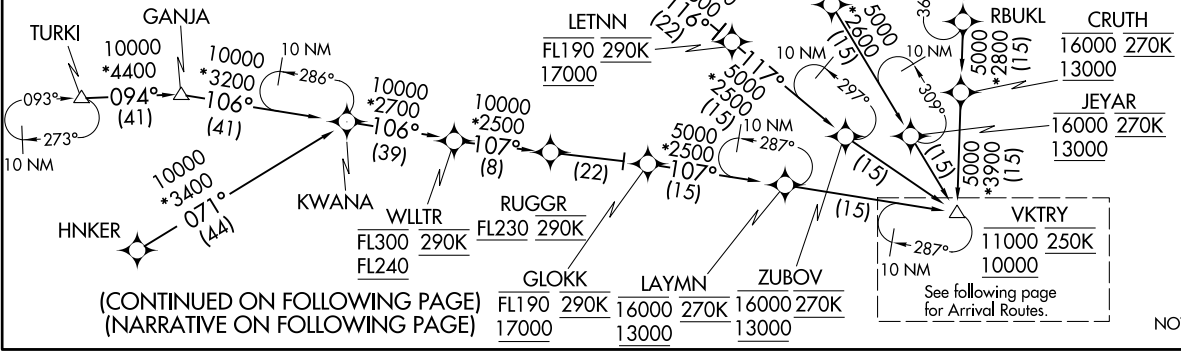 TURKI
GANJA
093°
273°
10 NM
10000
*4400
094°
(41)
10000
*3200
106°
(41)
10 NM
286°
KWANA
10000
*3400
071°
(44)
HNKER
10000
*2700
106°
(39)
WLLTR
FL300 290K
FL240
10000
*2500
107°
(8)
RUGGR
FL230 290K
(22)
GLOKK
FL190 290K
17000
5000
*2500
107°
(15)
10 NM
287°
LAYMN
16000 270K
13000
(15)
LETNN
FL190 290K
17000
116°
(22)
117°
5000
*2500
(15)
10 NM
297°
ZUBOV
16000 270K
13000
(15)
5000
*2600
(15)
10 NM
309°
(15)
JEYAR
16000 270K
13000
RBUKL
5000
*2800
(15)
CRUTH
16000 270K
13000
5000
*3900
(15)
VKTRY
11000 250K
10000
287°
10 NM
See following page
for Arrival Routes.
(CONTINUED ON FOLLOWING PAGE)
(NARRATIVE ON FOLLOWING PAGE)